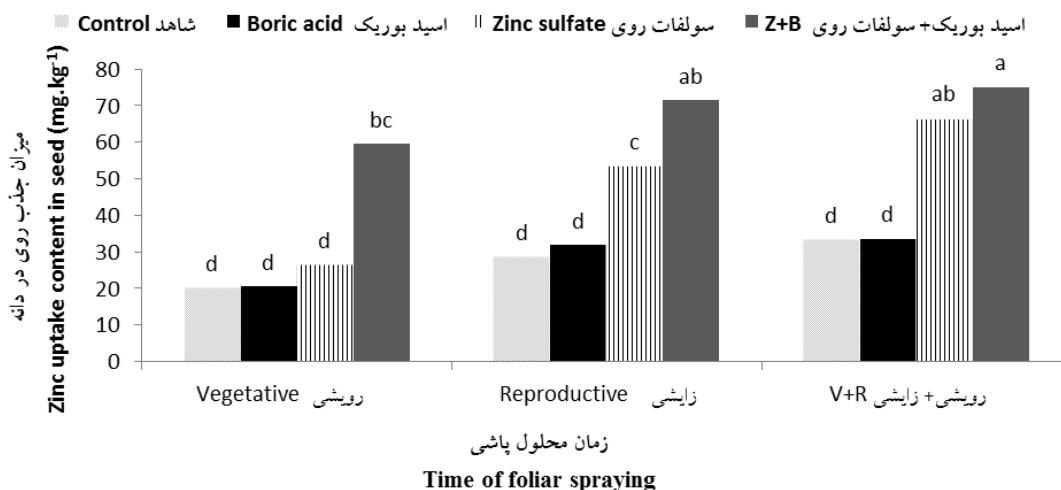 Control شاهد Boric acid اسید بوریک Zinc sulfate سولفات روی Z+B اسید بوریک+ سولفات روی
میزان جذب روی در دانه
Zinc uptake content in seed (mg.kg⁻¹)
80
70
60
50
40
30
20
10
0
d d d bc
d d c ab
d d ab a
Vegetative رویشی Reproductive زایشی V+R رویشی+ زایشی
زمان محلول پاشی
Time of foliar spraying